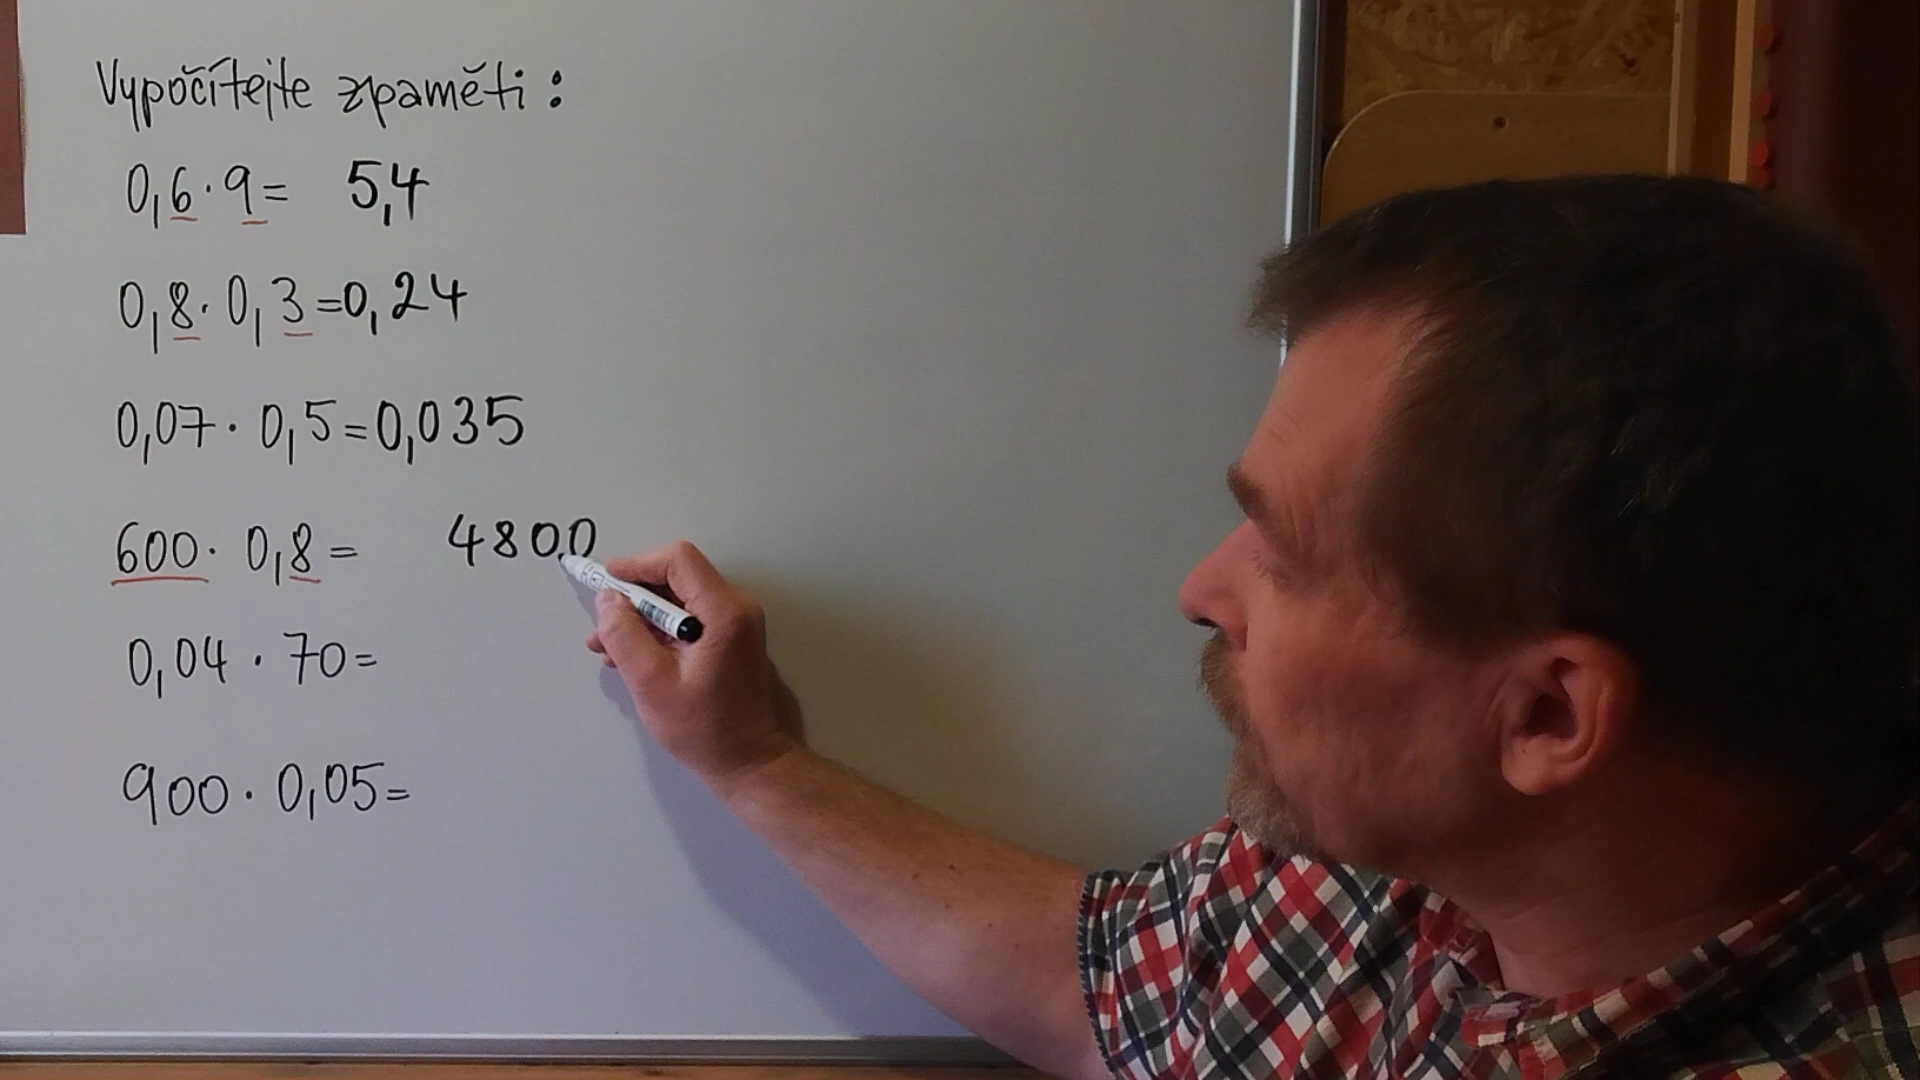 Vypočítejte zpaměti :
0,6 · 9 = 5,4
0,8 · 0,3 = 0,24
0,07 · 0,5 = 0,035
600 · 0,8 = 480,0
0,04 · 70 =
900 · 0,05 =